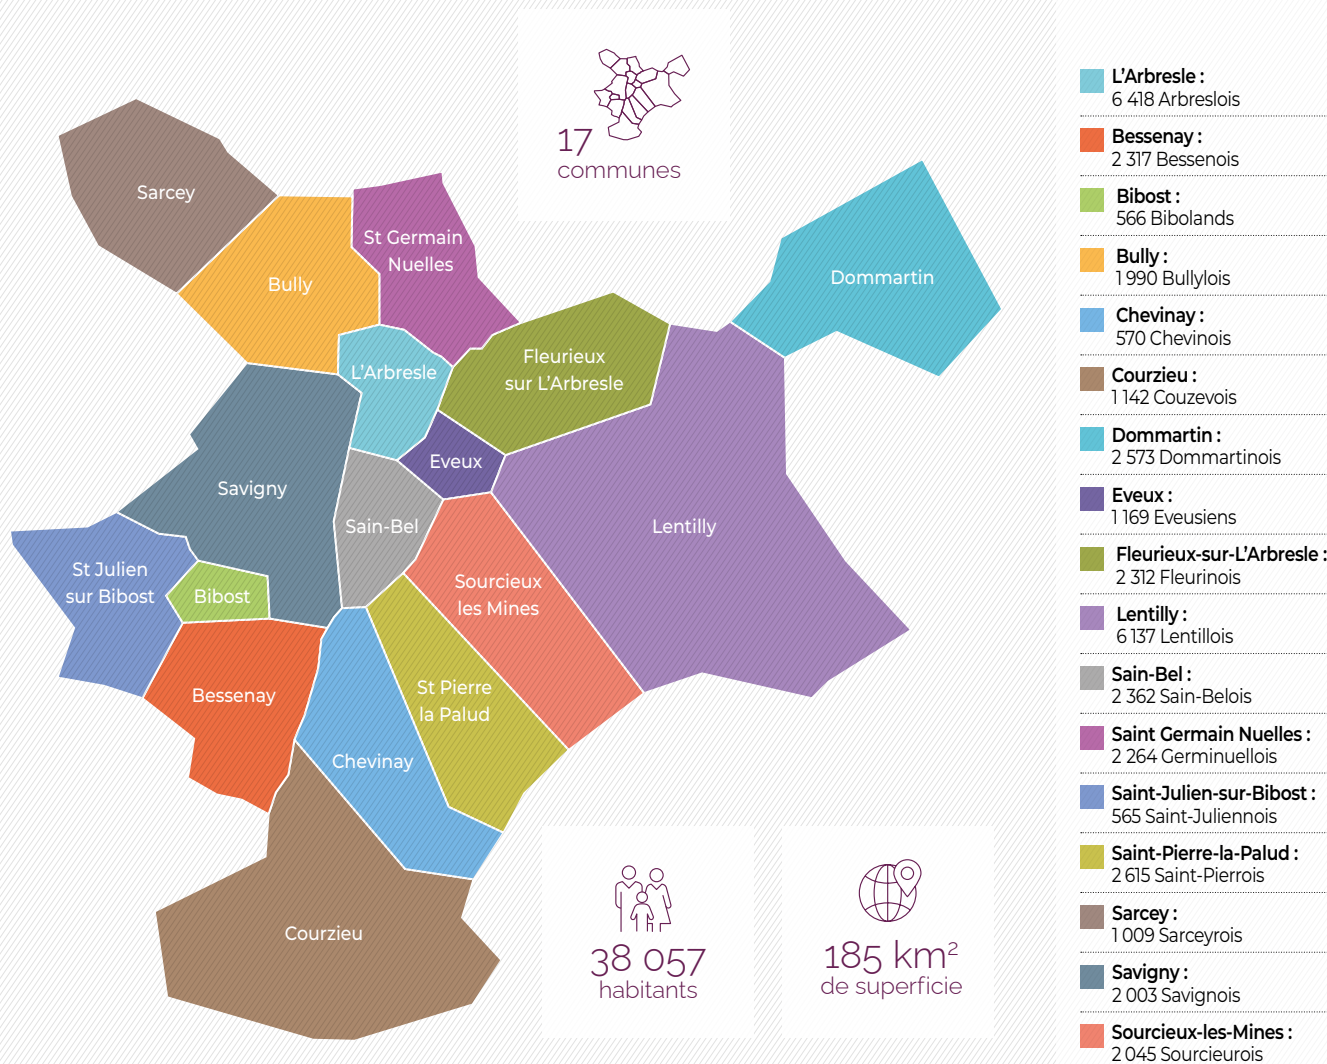 17
communes
Sarcey
Bully
St Germain
Nuelles
Dommartin
L'Arbresle
Fleurieux
sur L'Arbresle
Eveux
Savigny
Sain-Bel
Lentilly
St Julien
sur Bibost
Bibost
Sourcieux
les Mines
Bessenay
St Pierre
la Palud
Chevinay
Courzieu
38 057
habitants
185 km²
de superficie
L'Arbresle :
6 418 Arbreslois
Bessenay :
2 317 Bessenois
Bibost :
566 Bibolands
Bully :
1 990 Bullylois
Chevinay :
570 Chevinois
Courzieu :
1 142 Couzevois
Dommartin :
2 573 Dommartinois
Eveux :
1 169 Eveusiens
Fleurieux-sur-L'Arbresle :
2 312 Fleurinois
Lentilly :
6 137 Lentillois
Sain-Bel :
2 362 Sain-Belois
Saint Germain Nuelles :
2 264 Germinuellois
Saint-Julien-sur-Bibost :
565 Saint-Juliennois
Saint-Pierre-la-Palud :
2 615 Saint-Pierrois
Sarcey :
1 009 Sarceyrois
Savigny :
2 003 Savignois
Sourcieux-les-Mines :
2 045 Sourcieurois